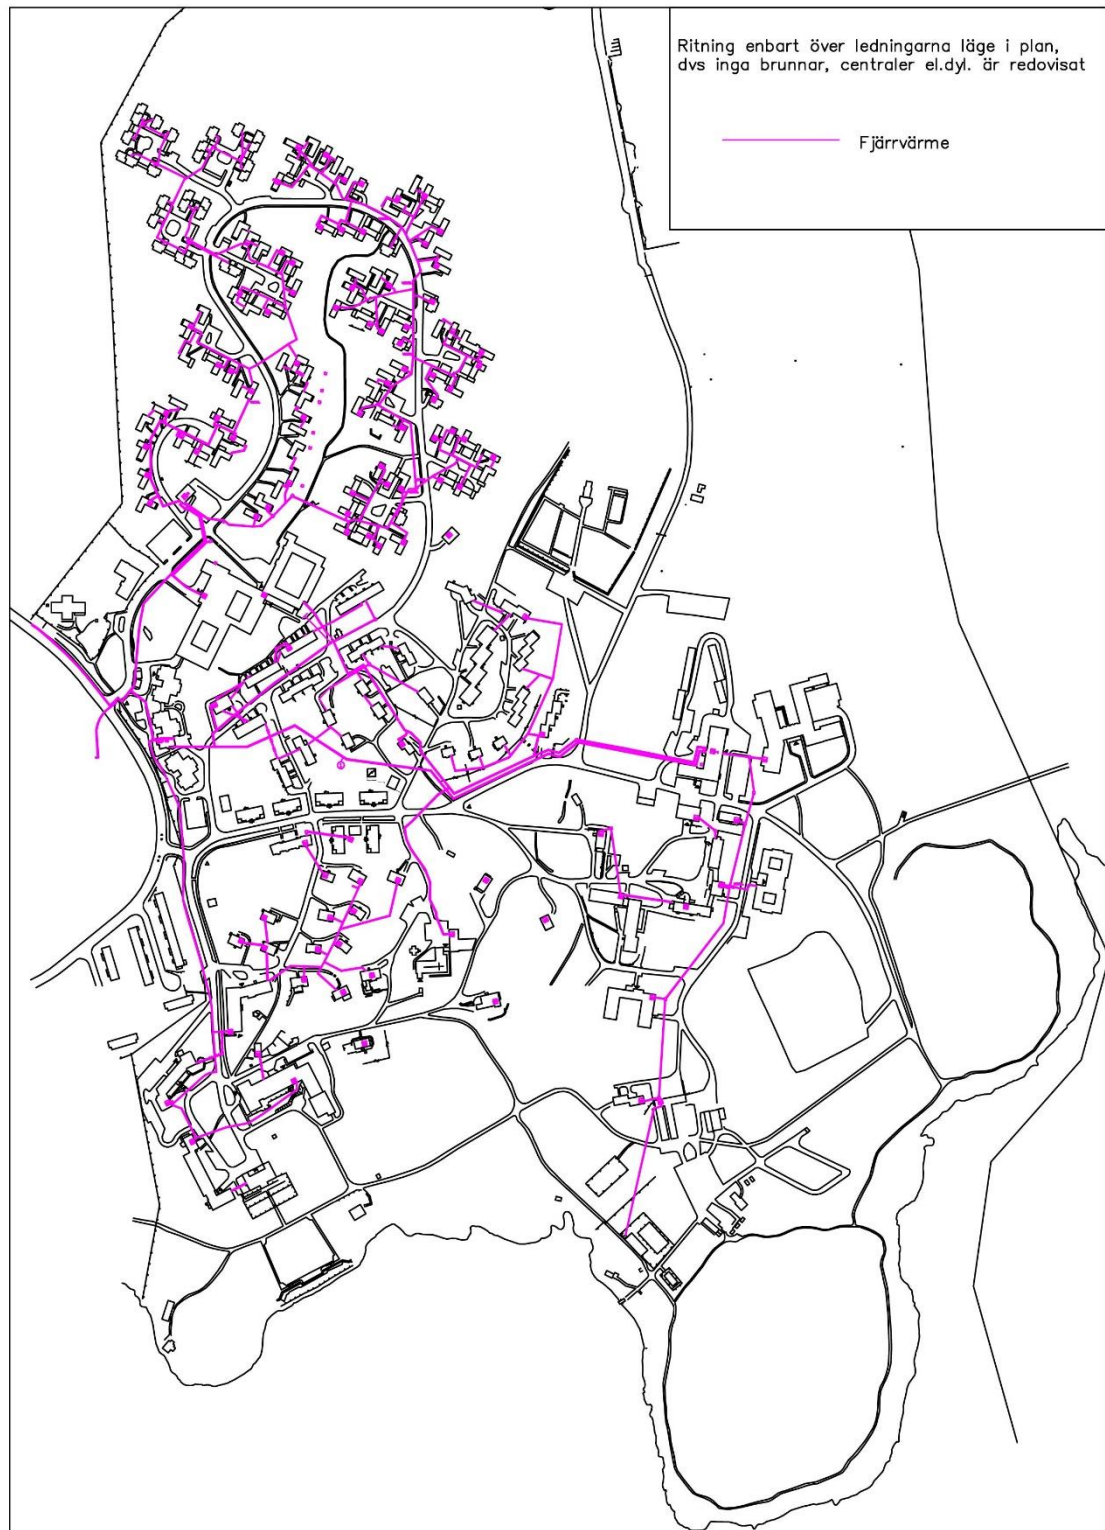 Ritning enbart över ledningarna läge i plan,
dvs inga brunnar, centraler el.dyl. är redovisat
Fjärrvärme